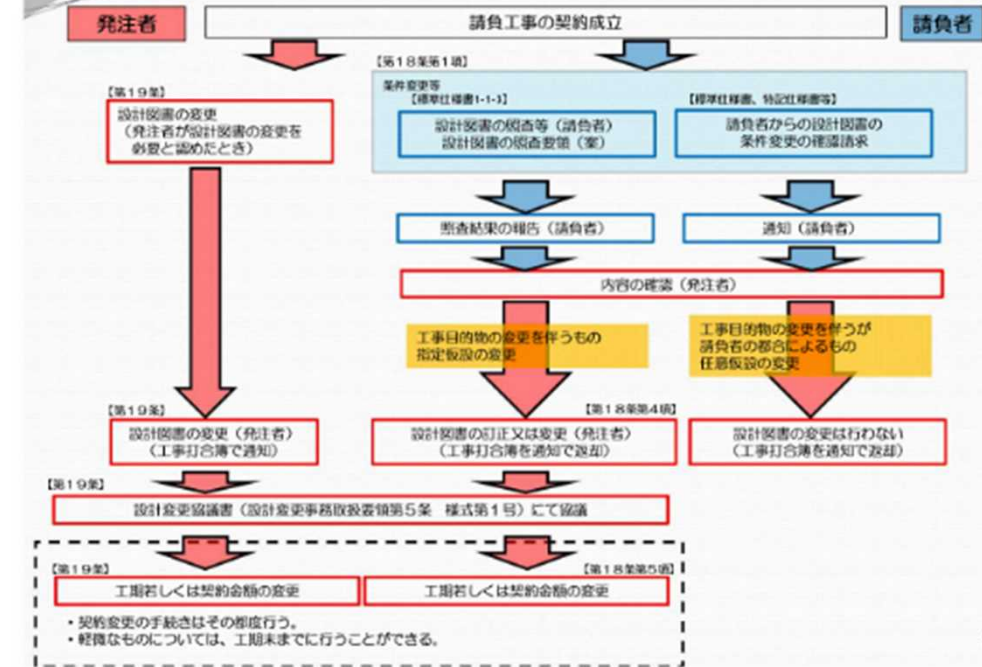 発注者
請負工事の契約成立
請負者
【第18条第1項】
条件変更等
【標準仕様書1-1-3】
【標準仕様書、特記仕様書等】
【第19条】
設計図書の変更
(発注者が設計図書の変更を
必要と認めたとき)
設計図書の照査等(請負者)
設計図書の照査要領(案)
請負者からの設計図書の
条件変更の確認請求
照査結果の報告(請負者)
通知(請負者)
内容の確認(発注者)
工事目的物の変更を伴うもの
指定仮設の変更
工事目的物の変更を伴うが
請負者の都合によるもの
任意仮設の変更
【第19条】
【第18条第4項】
設計図書の変更(発注者)
(工事打合簿で通知)
設計図書の訂正又は変更(発注者)
(工事打合簿を通知で返却)
設計図書の変更は行わない
(工事打合簿を通知で返却)
【第19条】
設計変更協議書(設計変更事務取扱要領第5条 様式第1号)にて協議
【第19条】
【第18条第5項】
工期若しくは契約金額の変更
工期若しくは契約金額の変更
・契約変更の手続きはその都度行う。
・軽微なものについては、工期末までに行うことができる。